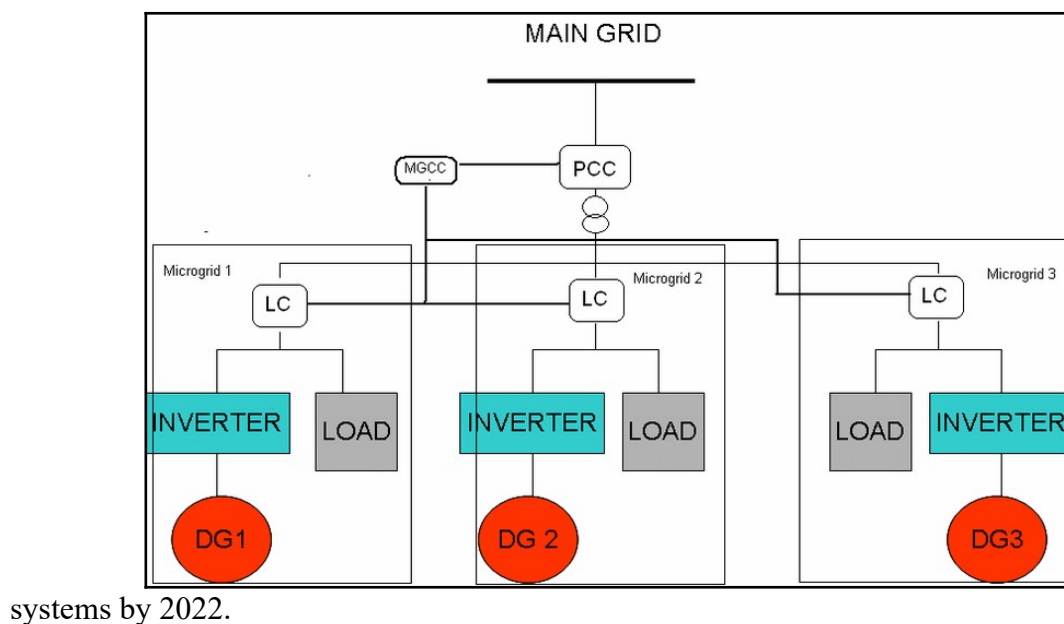 MAIN GRID
MGCC
PCC
Microgrid 1
Microgrid 2
Microgrid 3
LC
LC
LC
INVERTER
LOAD
INVERTER
LOAD
LOAD
INVERTER
DG1
DG 2
DG3
systems by 2022.